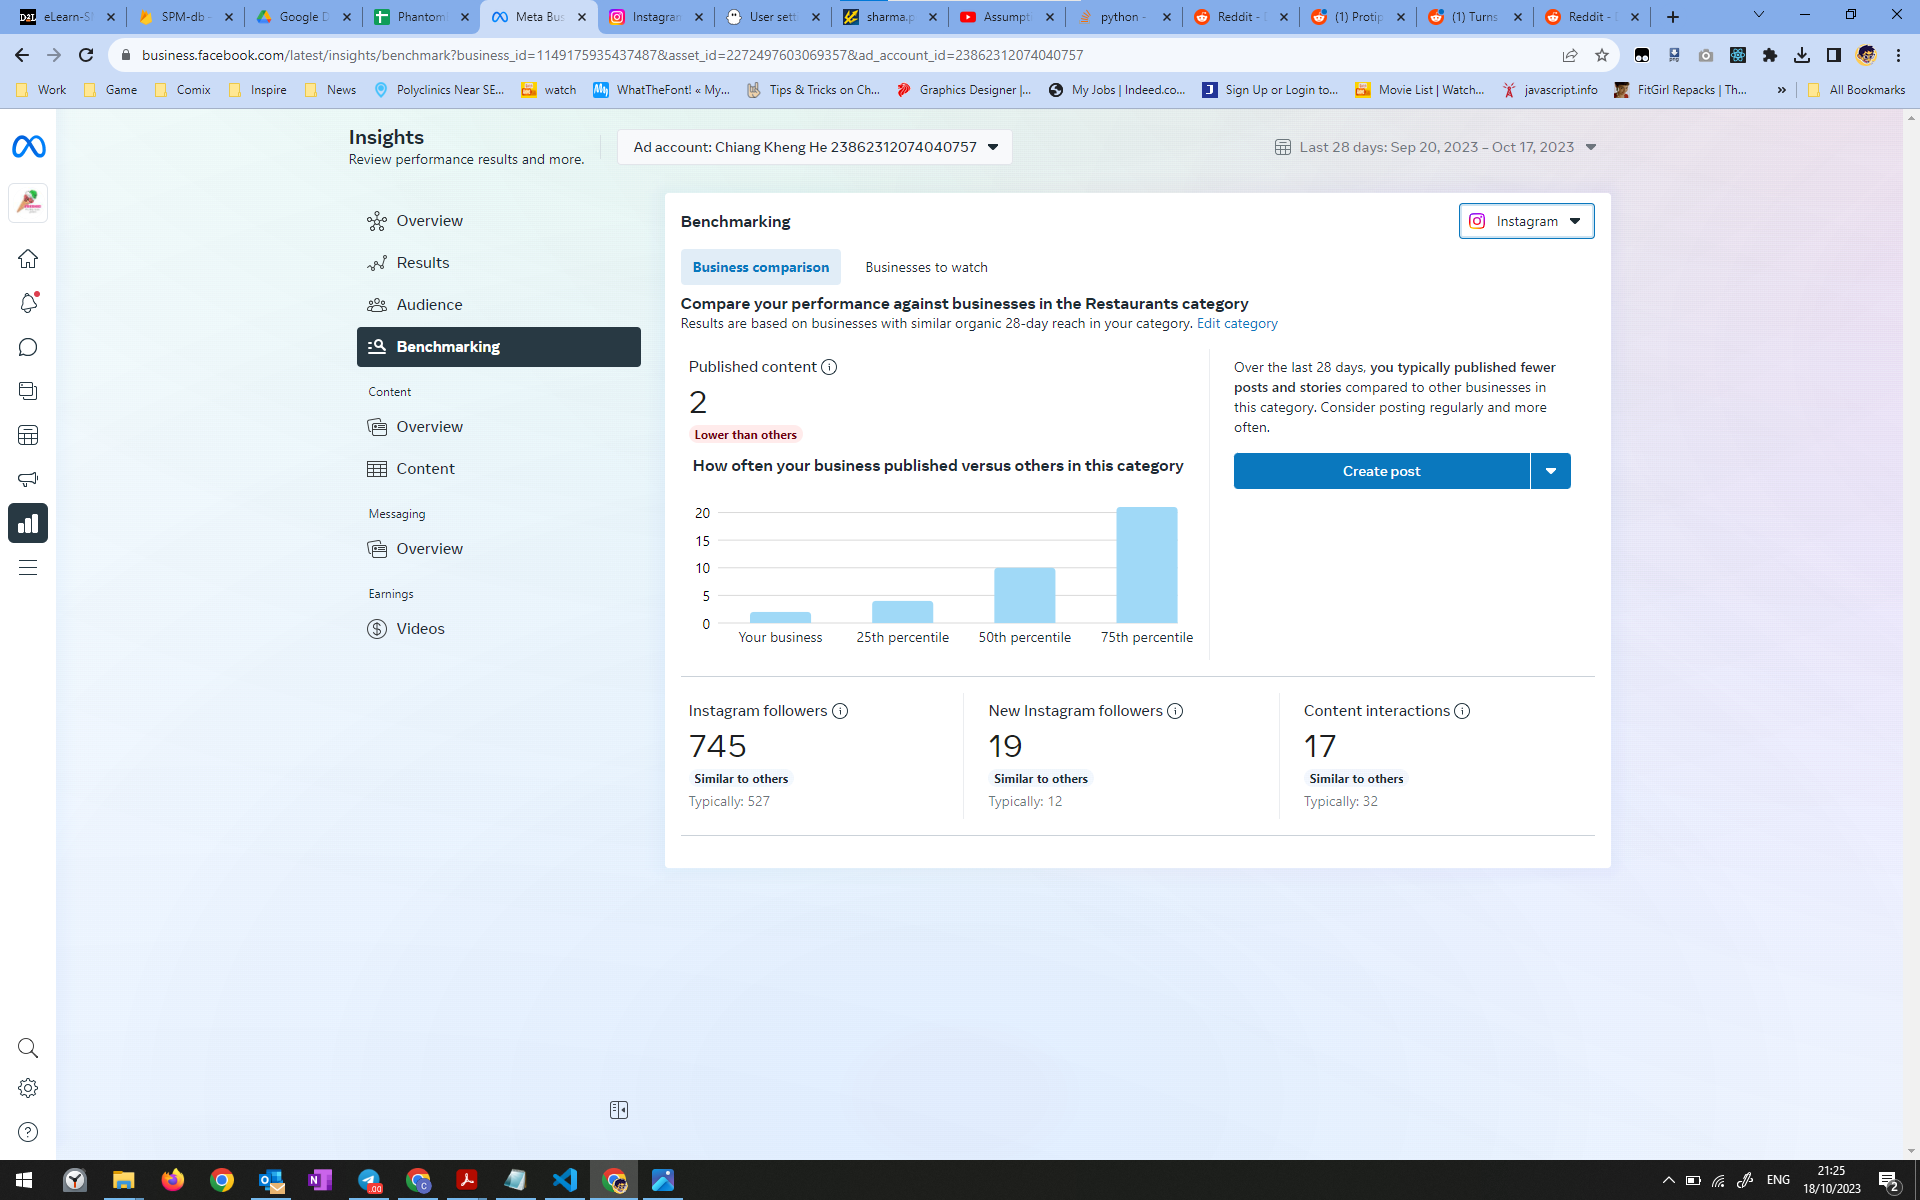 eLearn-SM
SPM-db -
Google D
Phantom
Meta Bus
Instagram
User sett
sharma.p
Assumpti
python -
Reddit -
(1) Protip
(1) Turns
Reddit -
business.facebook.com/latest/insights/benchmark?business_id=1149175935437487&asset_id=2272497603069357&ad_account_id=23862312074040757
Work
Game
Comix
Inspire
News
Polyclinics Near SE...
watch
WhatTheFont! « My...
Tips & Tricks on Ch...
Graphics Designer |...
My Jobs | Indeed.co...
Sign Up or Login to...
Movie List | Watch...
javascript.info
FitGirl Repacks | Th...
»
All Bookmarks
Insights
Review performance results and more.
Ad account: Chiang Kheng He 23862312074040757
Last 28 days: Sep 20, 2023 – Oct 17, 2023
Overview
Results
Audience
Benchmarking
Content
Overview
Content
Messaging
Overview
Earnings
Videos
Benchmarking
Instagram
Business comparison
Businesses to watch
Compare your performance against businesses in the Restaurants category
Results are based on businesses with similar organic 28-day reach in your category. Edit category
Published content
2
Lower than others
How often your business published versus others in this category
20
15
10
5
0
Your business
25th percentile
50th percentile
75th percentile
Over the last 28 days, you typically published fewer
posts and stories compared to other businesses in
this category. Consider posting regularly and more
often.
Create post
Instagram followers
745
Similar to others
Typically: 527
New Instagram followers
19
Similar to others
Typically: 12
Content interactions
17
Similar to others
Typically: 32
ENG
21:25
18/10/2023
2